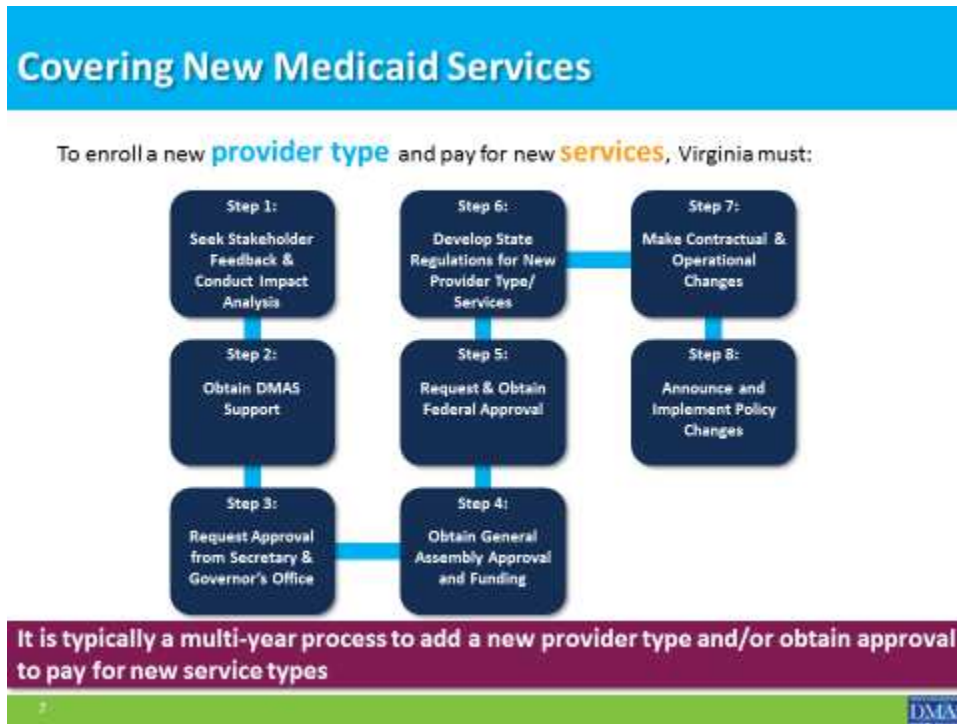 Covering New Medicaid Services
To enroll a new provider type and pay for new services, Virginia must:
Step 1:
Seek Stakeholder
Feedback &
Conduct Impact
Analysis
Step 2:
Obtain DMAS
Support
Step 3:
Request Approval
from Secretary &
Governor's Office
Step 4:
Obtain General
Assembly Approval
and Funding
Step 5:
Request & Obtain
Federal Approval
Step 6:
Develop State
Regulations for New
Provider Type/
Services
Step 7:
Make Contractual &
Operational
Changes
Step 8:
Announce and
Implement Policy
Changes
It is typically a multi-year process to add a new provider type and/or obtain approval
to pay for new service types
7
DMA